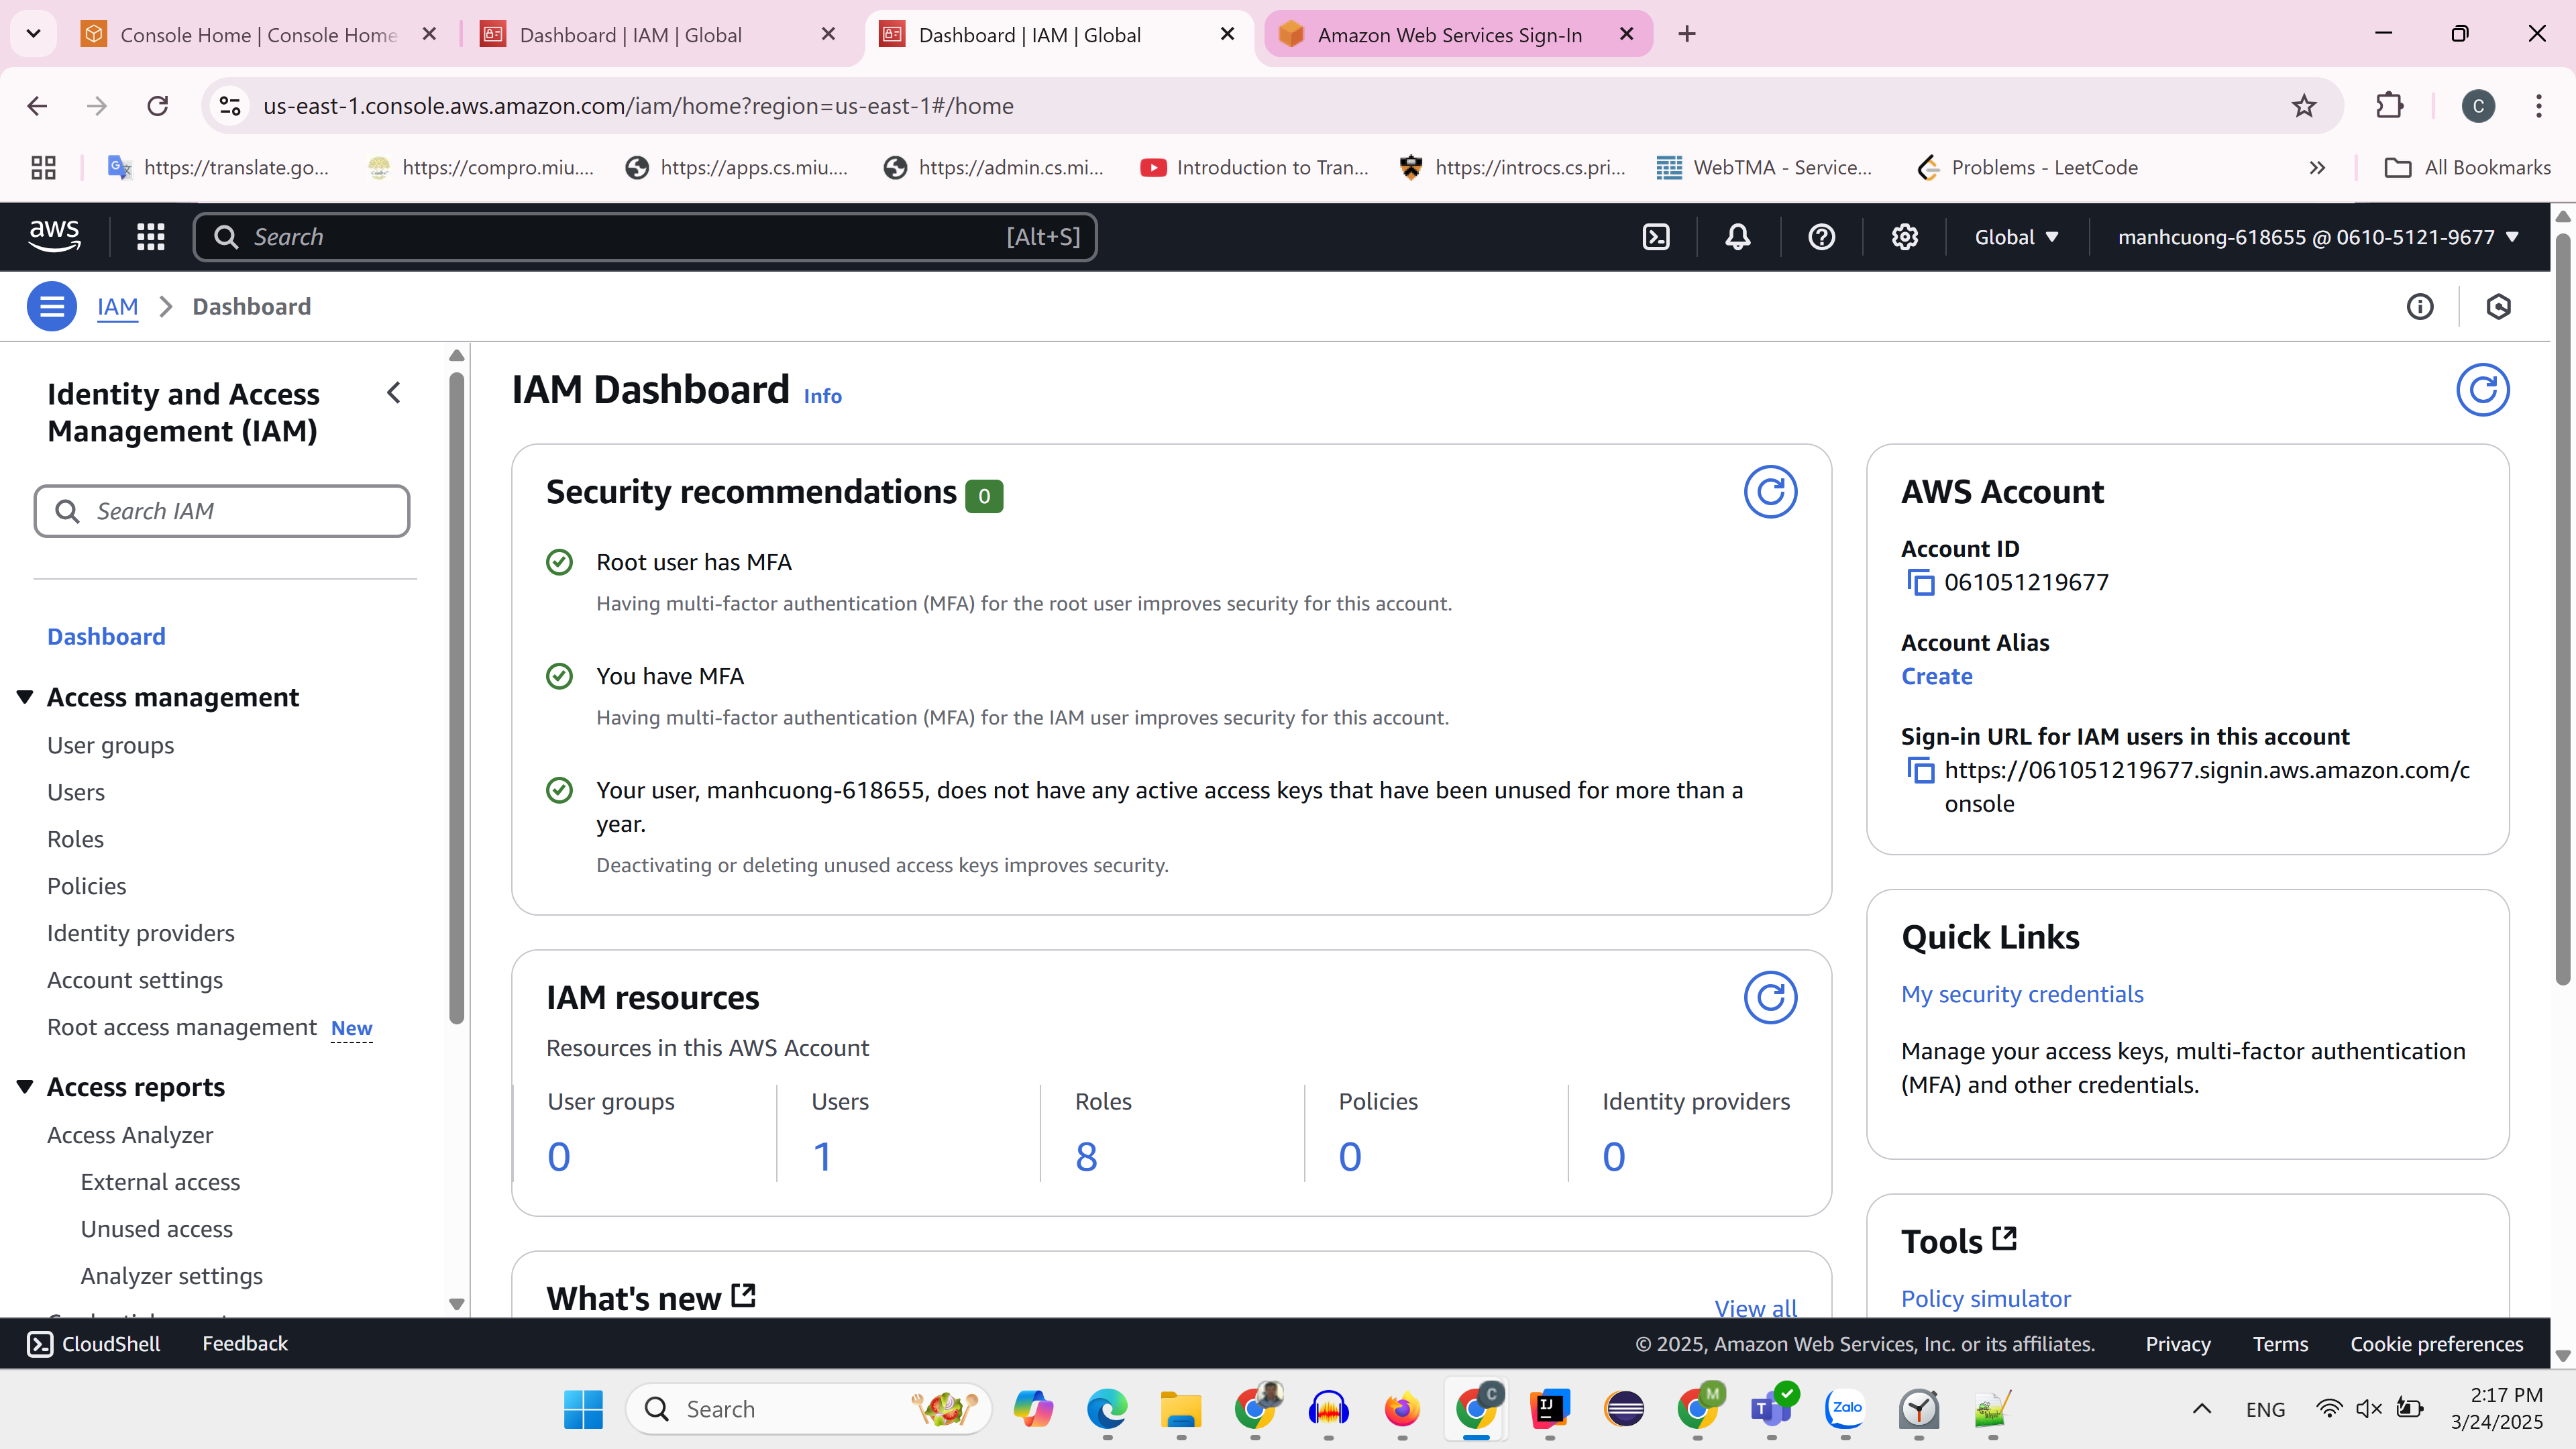 Console Home | Console Home
Dashboard | IAM | Global
Dashboard | IAM | Global
Amazon Web Services Sign-In
us-east-1.console.aws.amazon.com/iam/home?region=us-east-1#/home
C
https://translate.go...
https://compro.miu....
https://apps.cs.miu....
https://admin.cs.mi...
Introduction to Tran...
https://introcs.cs.pri...
WebTMA - Service...
Problems - LeetCode
All Bookmarks
aws
Search
[Alt+S]
Global
manhcuong-618655 @ 0610-5121-9677
IAM
Dashboard
Identity and Access
Management (IAM)
Search IAM
Dashboard
Access management
User groups
Users
Roles
Policies
Identity providers
Account settings
Root access management New
Access reports
Access Analyzer
External access
Unused access
Analyzer settings
IAM Dashboard Info
Security recommendations 0
Root user has MFA
Having multi-factor authentication (MFA) for the root user improves security for this account.
You have MFA
Having multi-factor authentication (MFA) for the IAM user improves security for this account.
Your user, manhcuong-618655, does not have any active access keys that have been unused for more than a
year.
Deactivating or deleting unused access keys improves security.
IAM resources
Resources in this AWS Account
User groups
0
Users
1
Roles
8
Policies
0
Identity providers
0
What's new
View all
AWS Account
Account ID
061051219677
Account Alias
Create
Sign-in URL for IAM users in this account
https://061051219677.signin.aws.amazon.com/c
onsole
Quick Links
My security credentials
Manage your access keys, multi-factor authentication
(MFA) and other credentials.
Tools
Policy simulator
CloudShell
Feedback
© 2025, Amazon Web Services, Inc. or its affiliates.
Privacy
Terms
Cookie preferences
Search
C
IJ
M
T
Zalo
ENG
2:17 PM
3/24/2025